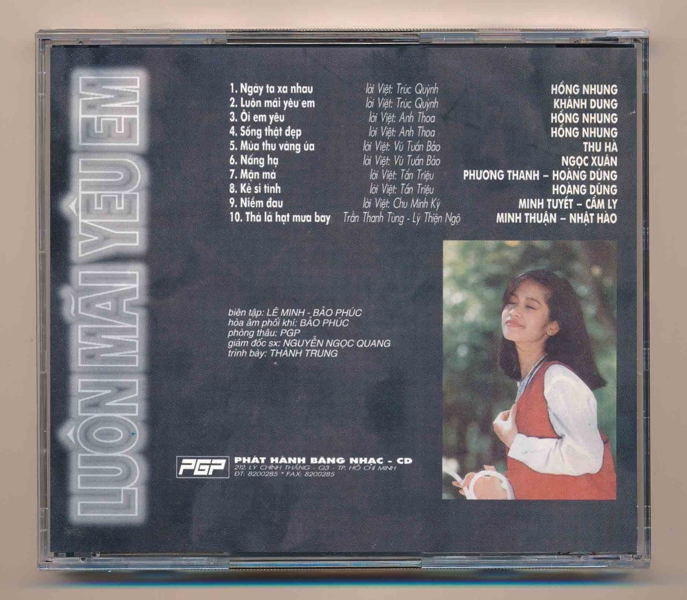 LUÔN MÃI YÊU EM
1. Ngày ta xa nhau lời Việt: Trúc Quỳnh HỒNG NHUNG
2. Luôn mãi yêu em lời Việt: Trúc Quỳnh KHÁNH DUNG
3. Ôi em yêu lời Việt: Anh Thoa HỒNG NHUNG
4. Sống thật đẹp lời Việt: Anh Thoa HỒNG NHUNG
5. Mùa thu vàng úa lời Việt: Vũ Tuấn Bảo THU HÀ
6. Nắng hạ lời Việt: Vũ Tuấn Bảo NGỌC XUÂN
7. Mặn mà lời Việt: Tấn Triệu PHƯƠNG THANH – HOÀNG DŨNG
8. Kẻ si tình lời Việt: Tấn Triệu HOÀNG DŨNG
9. Niềm đau lời Việt: Chu Minh Ký MINH TUYẾT – CẨM LY
10. Thà là hạt mưa bay Trần Thanh Tùng - Lý Thiện Ngộ MINH THUẬN – NHẬT HÀO
biên tập: LÊ MINH - BẢO PHÚC
hòa âm phối khí: BẢO PHÚC
phòng thâu: PGP
giám đốc sx: NGUYỄN NGỌC QUANG
trình bày: THÀNH TRUNG
PGP PHÁT HÀNH BĂNG NHẠC - CD
212, LÝ CHÍNH THẮNG - Q3 - TP. HỒ CHÍ MINH
ĐT: 8200285 * FAX: 8200285